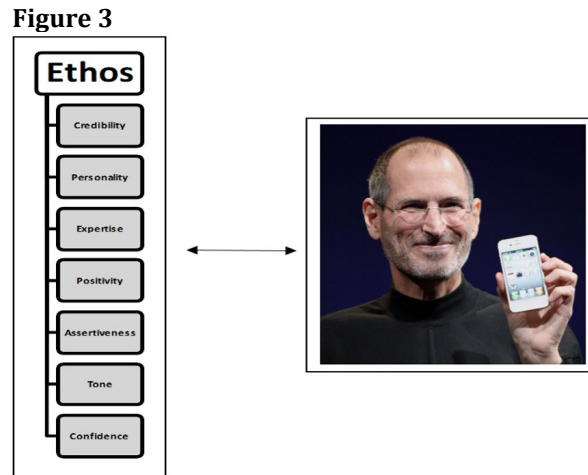 Figure 3
Ethos
Credibility
Personality
Expertise
Positivity
Assertiveness
Tone
Confidence